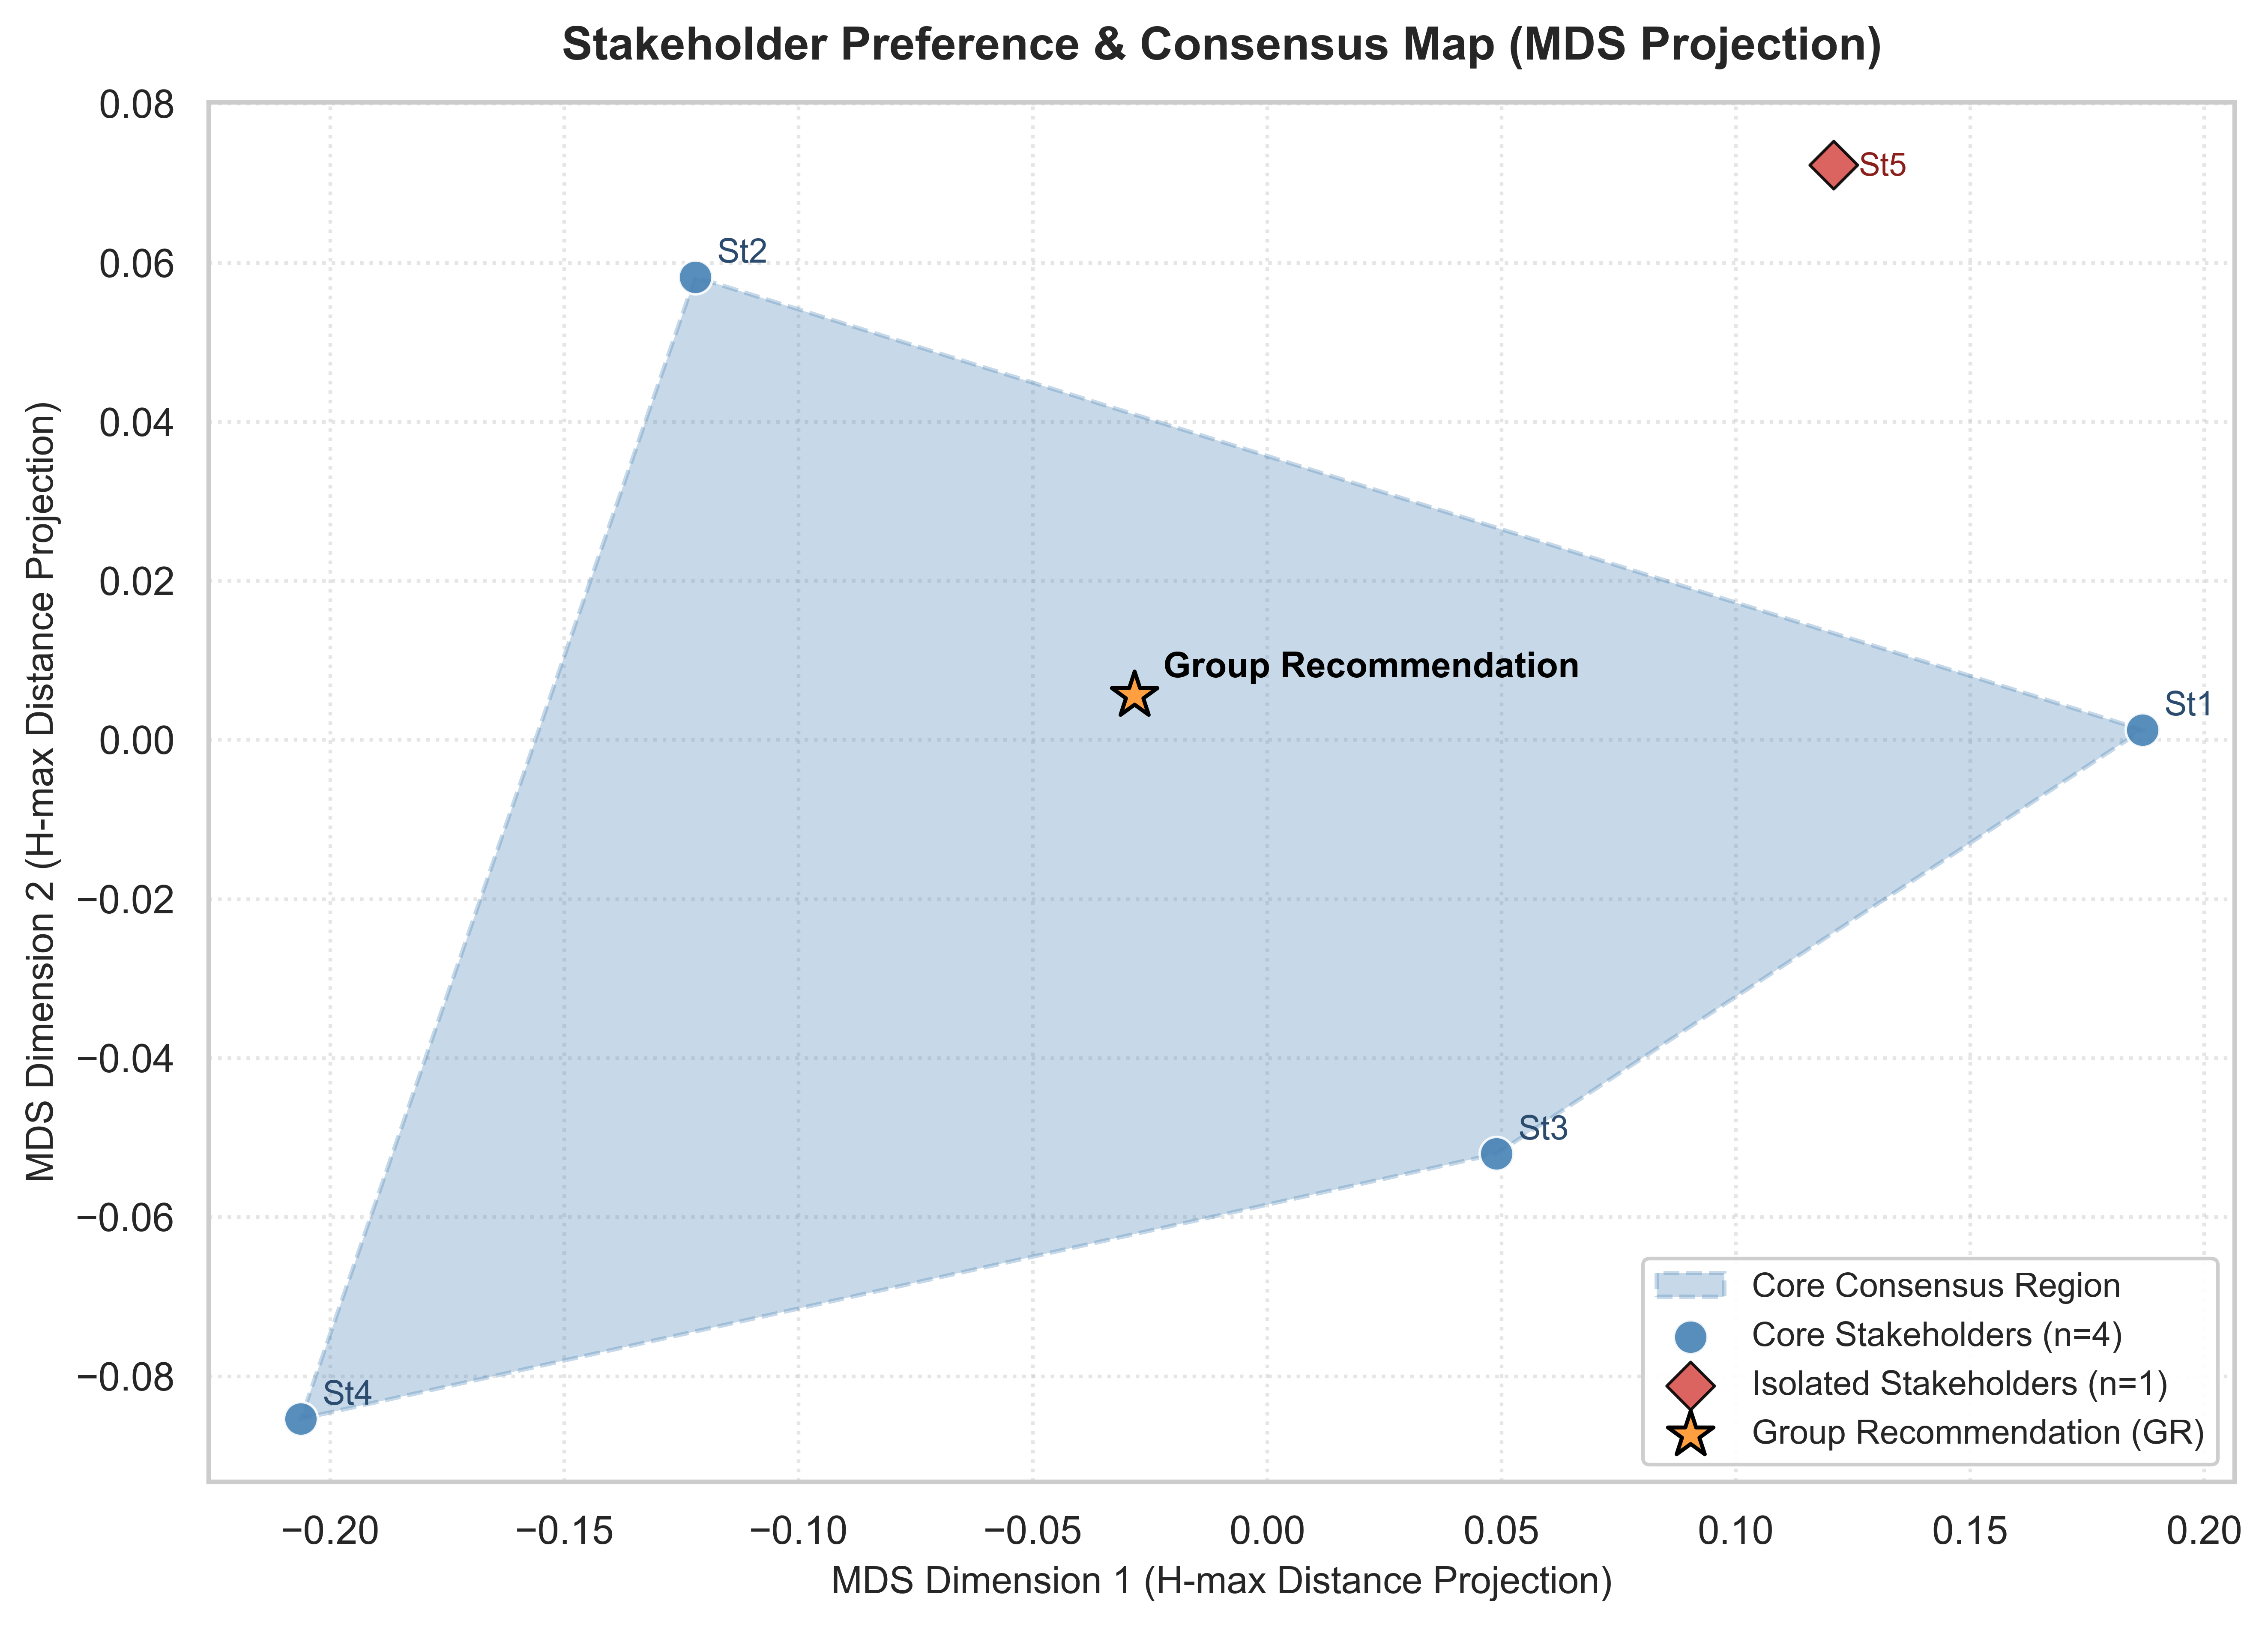 Stakeholder Preference & Consensus Map (MDS Projection)
MDS Dimension 2 (H-max Distance Projection)
0.08
0.06
0.04
0.02
0.00
−0.02
−0.04
−0.06
−0.08
St5
St2
Group Recommendation
St1
St3
St4
Core Consensus Region
Core Stakeholders (n=4)
Isolated Stakeholders (n=1)
Group Recommendation (GR)
−0.20 −0.15 −0.10 −0.05 0.00 0.05 0.10 0.15 0.20
MDS Dimension 1 (H-max Distance Projection)